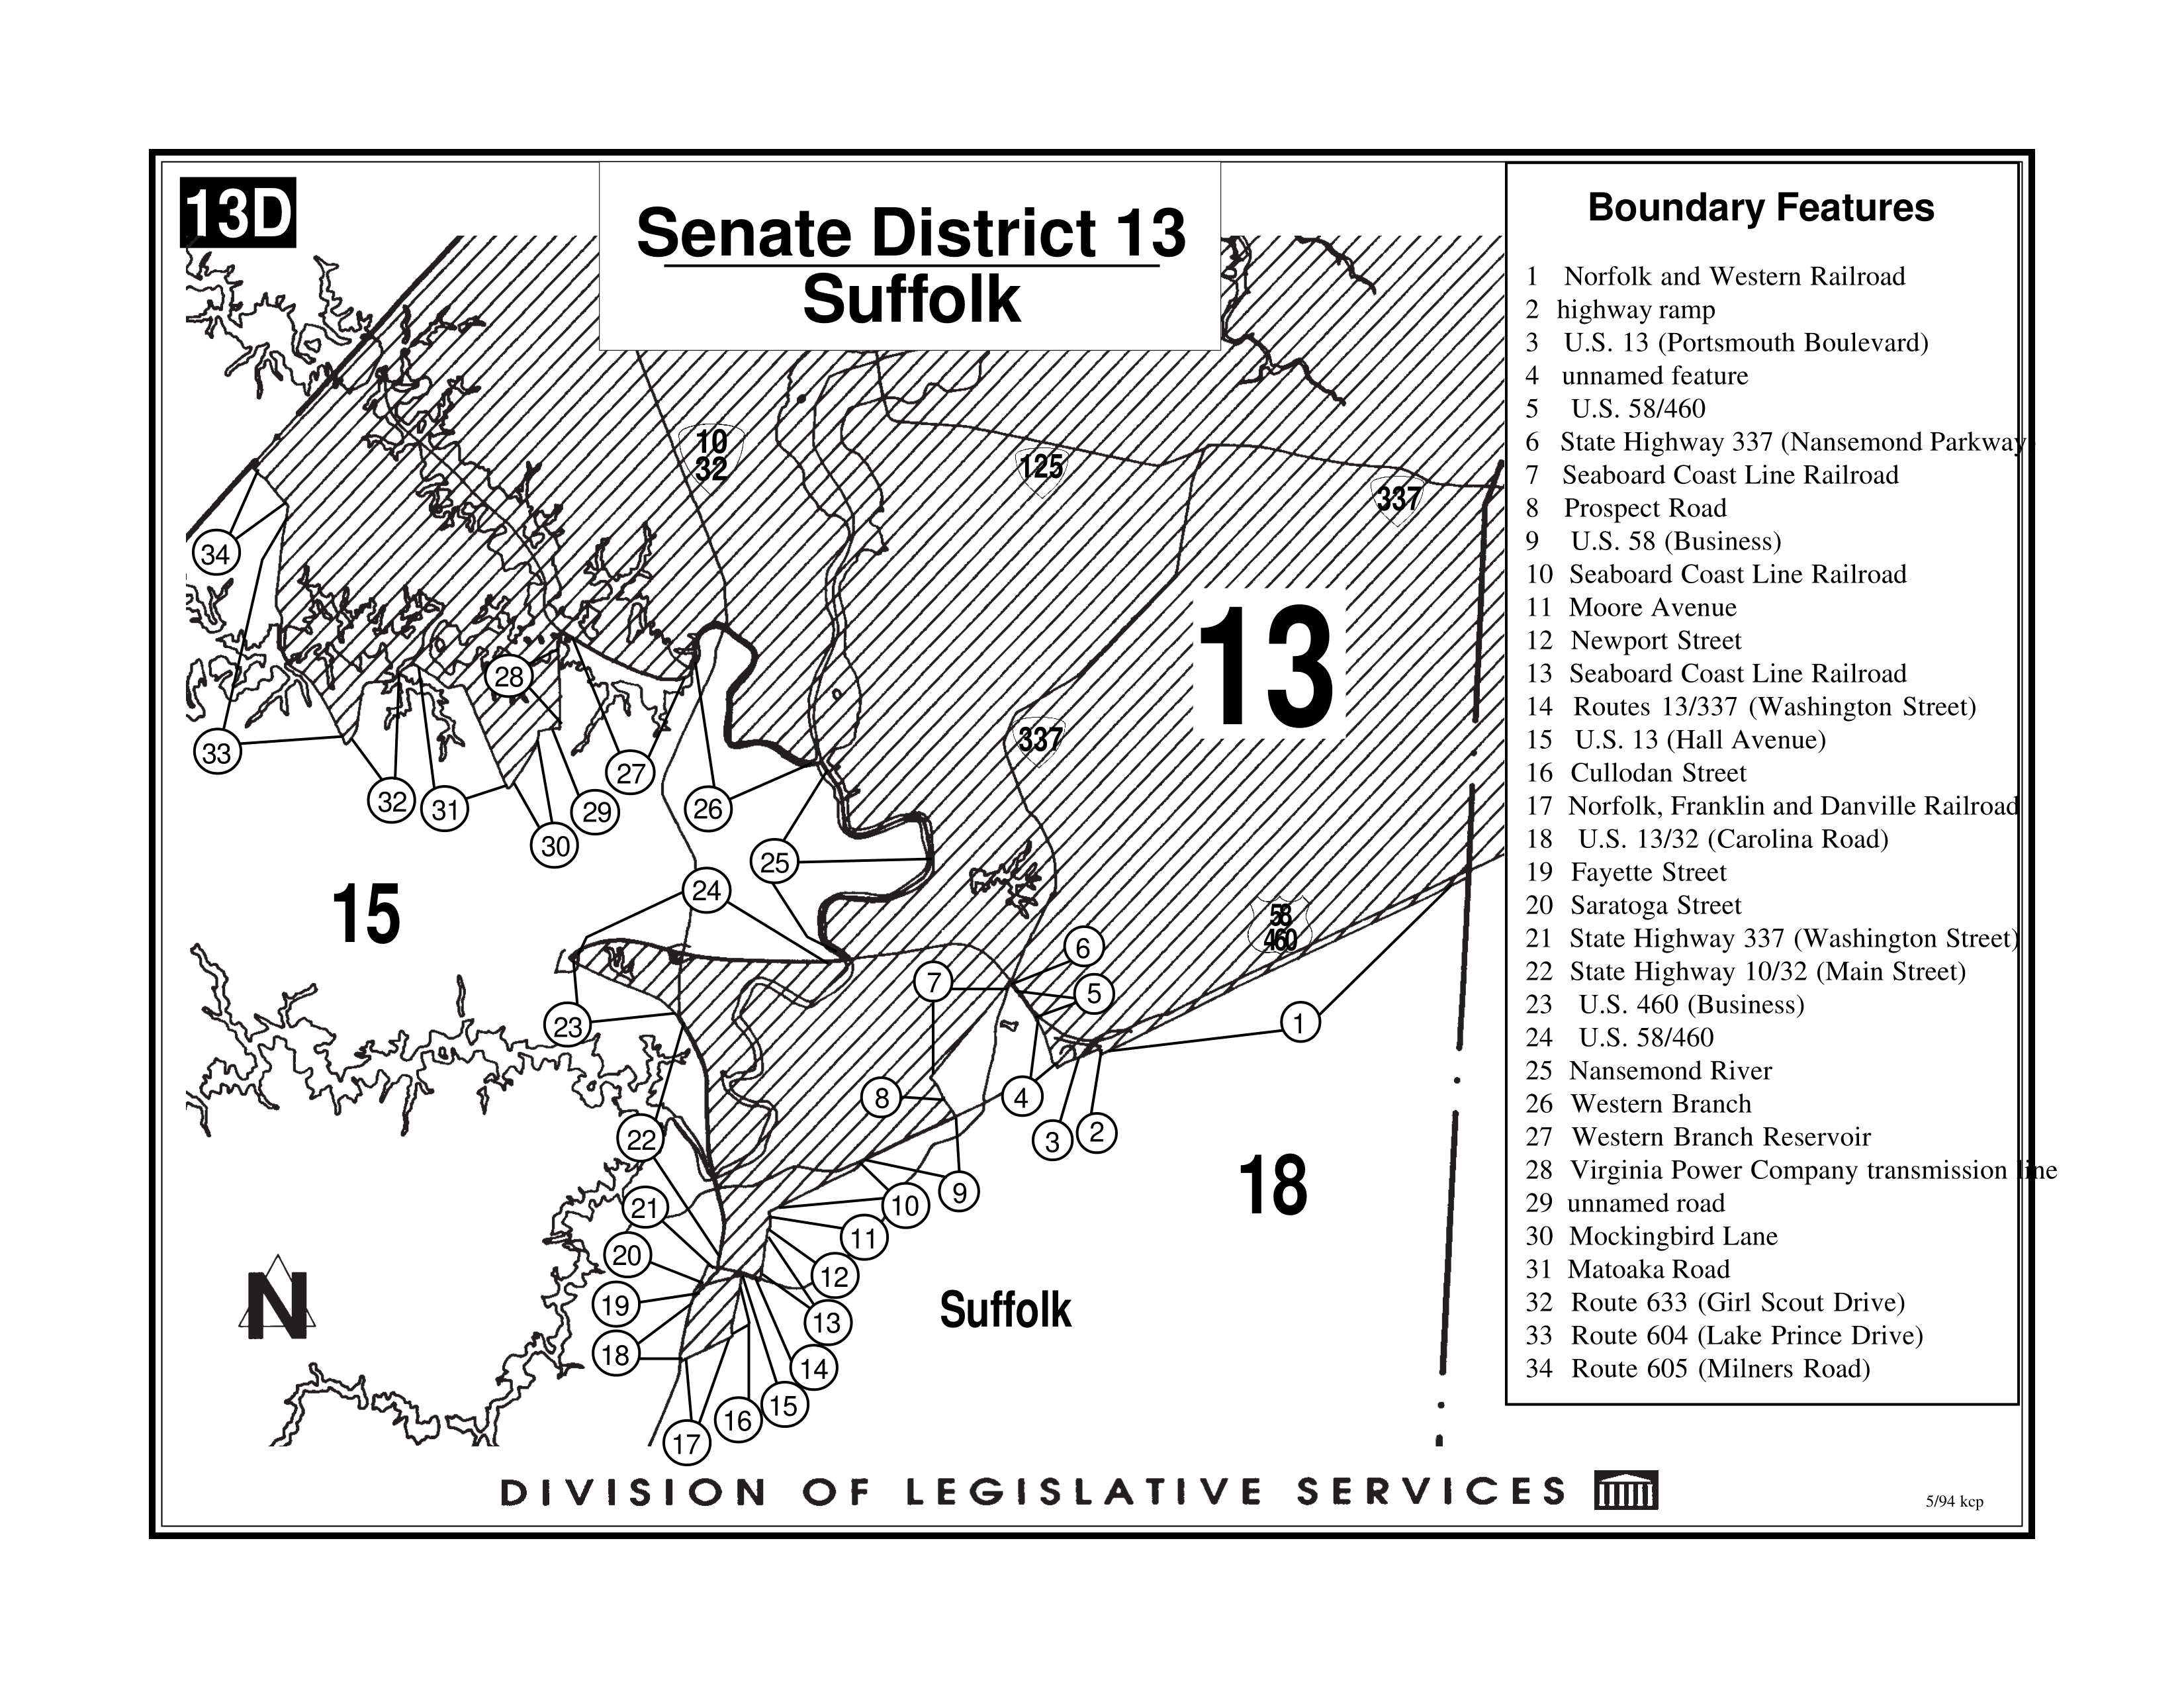 13D
Senate District 13
Suffolk
10
32
125
337
13
337
58
460
15
18
Suffolk
34
33
32
31
30
29
28
27
26
25
24
23
22
21
20
19
18
17
16
15
14
13
12
11
10
9
8
7
6
5
4
3
2
1
N
Boundary Features
1 Norfolk and Western Railroad
2 highway ramp
3 U.S. 13 (Portsmouth Boulevard)
4 unnamed feature
5 U.S. 58/460
6 State Highway 337 (Nansemond Parkway
7 Seaboard Coast Line Railroad
8 Prospect Road
9 U.S. 58 (Business)
10 Seaboard Coast Line Railroad
11 Moore Avenue
12 Newport Street
13 Seaboard Coast Line Railroad
14 Routes 13/337 (Washington Street)
15 U.S. 13 (Hall Avenue)
16 Cullodan Street
17 Norfolk, Franklin and Danville Railroad
18 U.S. 13/32 (Carolina Road)
19 Fayette Street
20 Saratoga Street
21 State Highway 337 (Washington Street)
22 State Highway 10/32 (Main Street)
23 U.S. 460 (Business)
24 U.S. 58/460
25 Nansemond River
26 Western Branch
27 Western Branch Reservoir
28 Virginia Power Company transmission line
29 unnamed road
30 Mockingbird Lane
31 Matoaka Road
32 Route 633 (Girl Scout Drive)
33 Route 604 (Lake Prince Drive)
34 Route 605 (Milners Road)
DIVISION OF LEGISLATIVE SERVICES
5/94 kcp